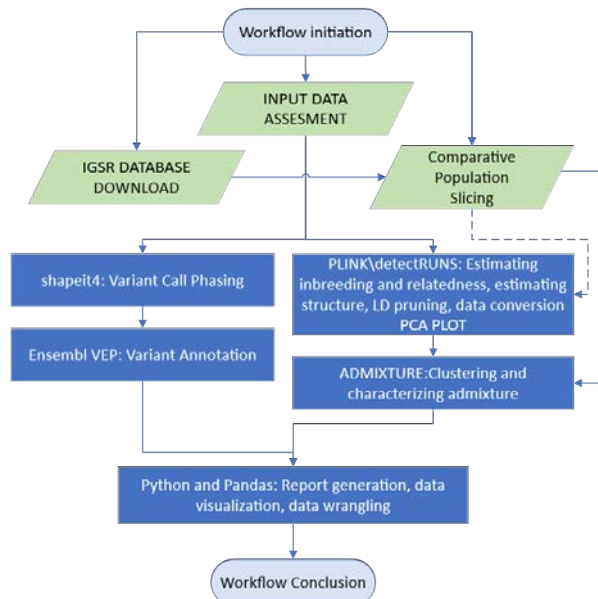 Workflow initiation
INPUT DATA
ASSESMENT
IGSR DATABASE
DOWNLOAD
Comparative
Population
Slicing
shapeit4: Variant Call Phasing
PLINK\detectRUNS: Estimating
inbreeding and relatedness, estimating
structure, LD pruning, data conversion
PCA PLOT
Ensembl VEP: Variant Annotation
ADMIXTURE:Clustering and
characterizing admixture
Python and Pandas: Report generation, data
visualization, data wrangling
Workflow Conclusion